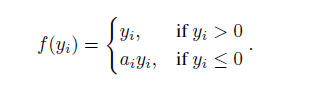 f(y_i) = { y_i, if y_i > 0
a_i y_i, if y_i ≤ 0 .